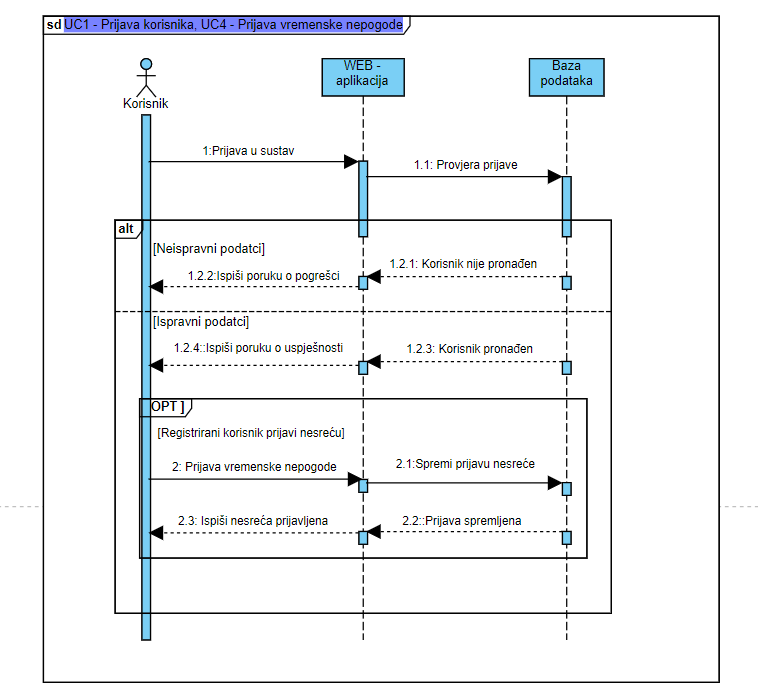 sd UC1 - Prijava korisnika, UC4 - Prijava vremenske nepogode
Korisnik
WEB -
aplikacija
Baza
podataka
1:Prijava u sustav
1.1: Provjera prijave
alt
[Neispravni podatci]
1.2.1: Korisnik nije pronađen
1.2.2:Ispiši poruku o pogrešci
[Ispravni podatci]
1.2.4::Ispiši poruku o uspješnosti
1.2.3: Korisnik pronađen
OPT ]
[Registrirani korisnik prijavi nesreću]
2: Prijava vremenske nepogode
2.1:Spremi prijavu nesreće
2.3: Ispiši nesreća prijavljena
2.2::Prijava spremljena